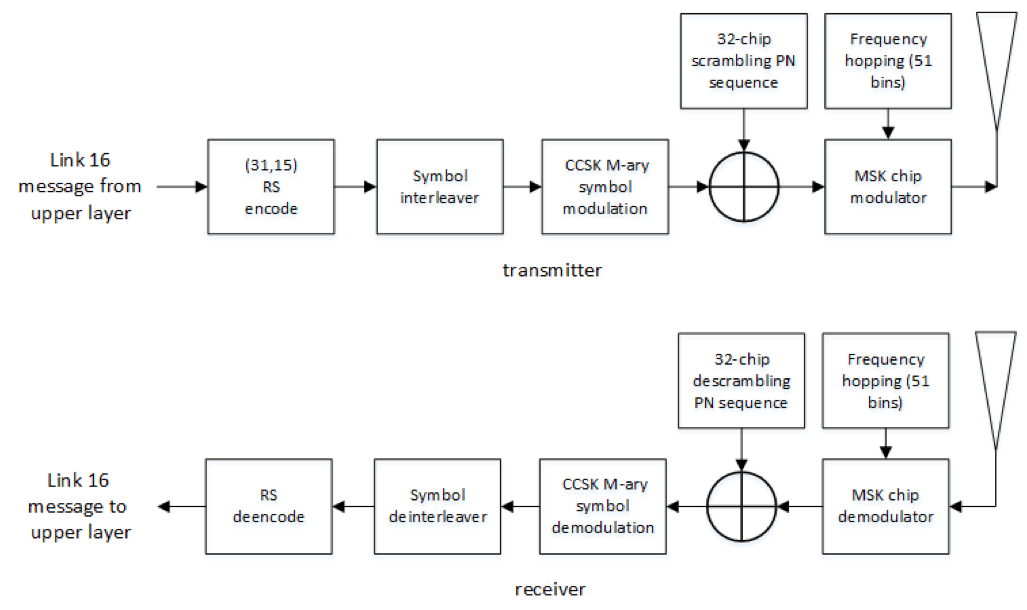 32-chip
scrambling PN
sequence
Frequency
hopping (51
bins)
Link 16
message from
upper layer
(31,15)
RS
encode
Symbol
interleaver
CCSK M-ary
symbol
modulation
MSK chip
modulator
transmitter
32-chip
descrambling
PN sequence
Frequency
hopping (51
bins)
Link 16
message to
upper layer
RS
deencode
Symbol
deinterleaver
CCSK M-ary
symbol
demodulation
MSK chip
demodulator
receiver